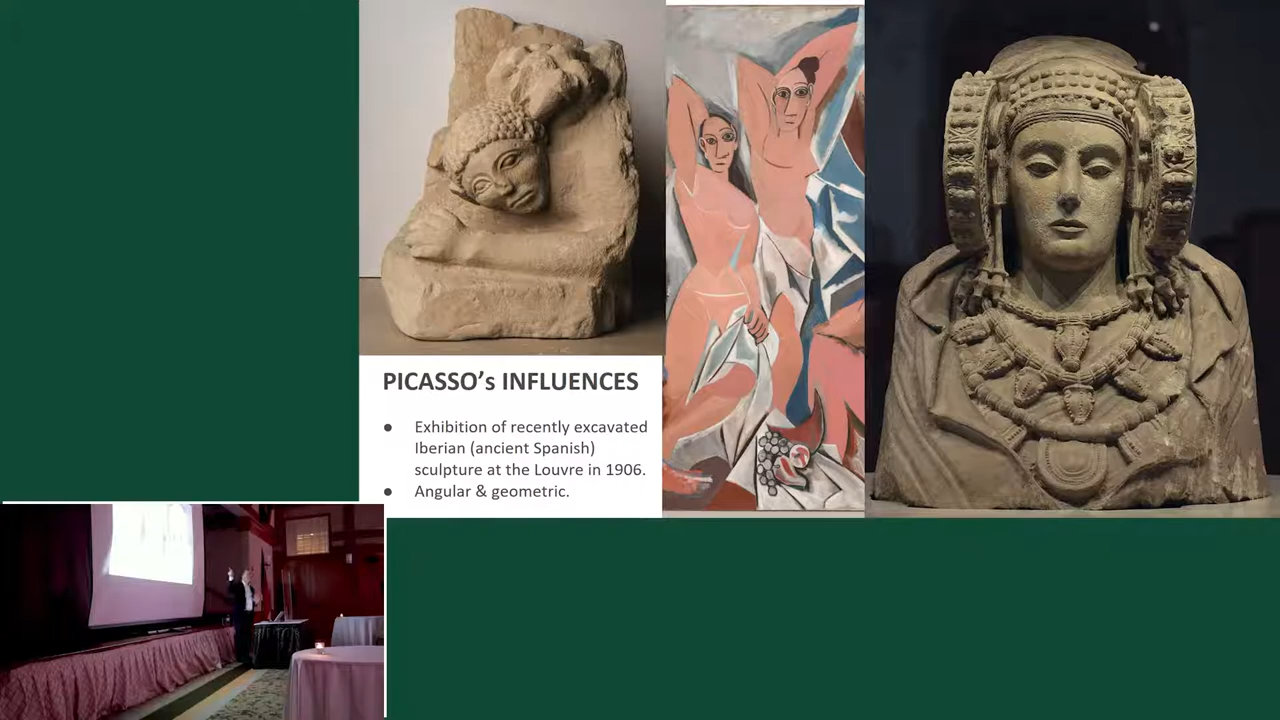 PICASSO’s INFLUENCES
● Exhibition of recently excavated
Iberian (ancient Spanish)
sculpture at the Louvre in 1906.
● Angular & geometric.